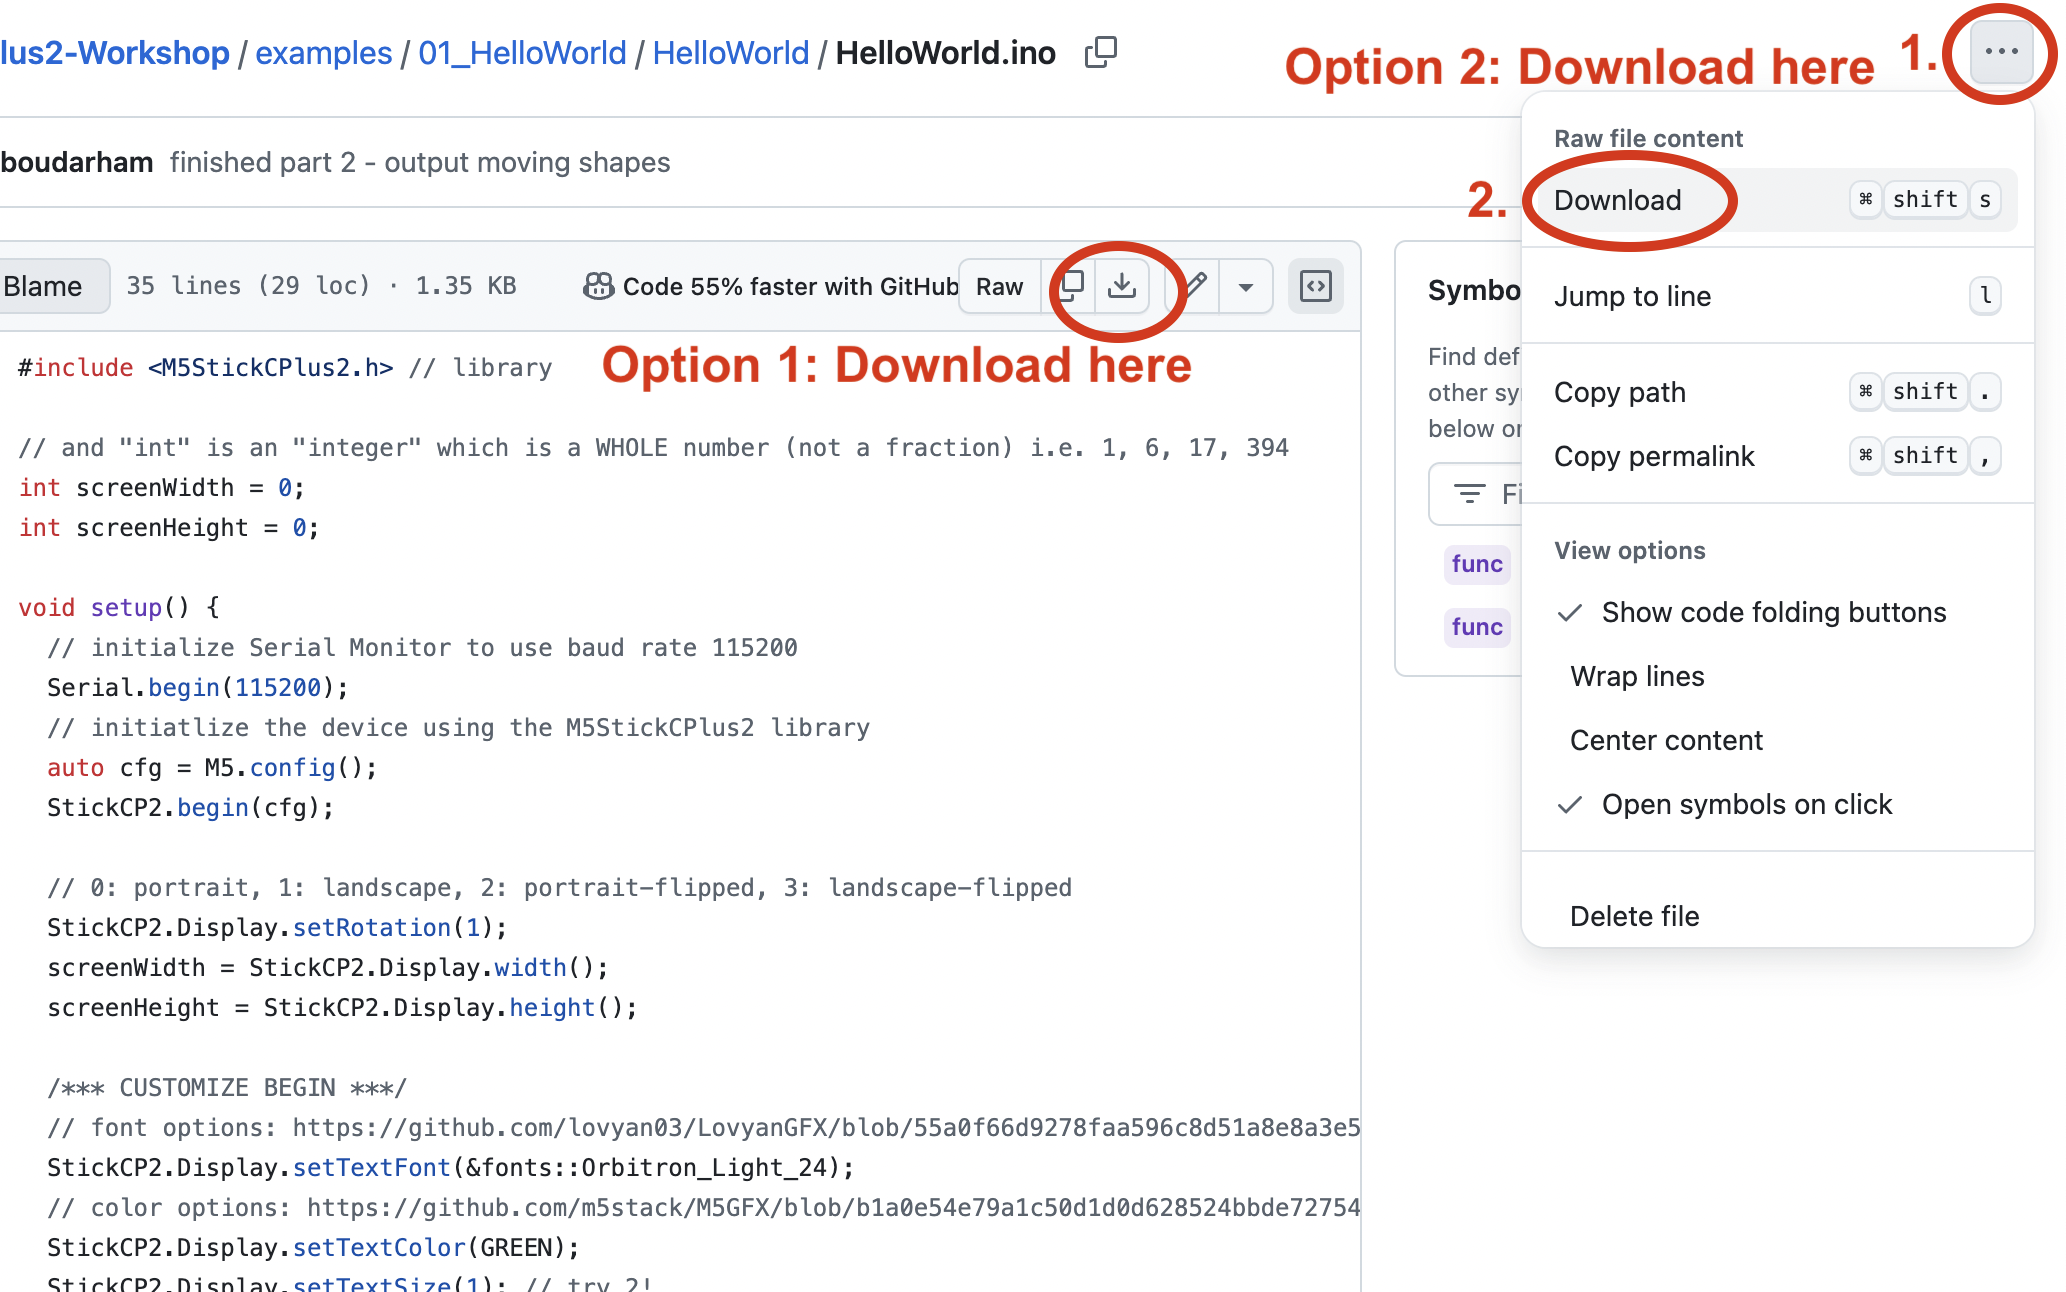 lus2-Workshop / examples / 01_HelloWorld / HelloWorld / HelloWorld.ino
Option 2: Download here 1.
boudarham finished part 2 - output moving shapes
Blame 35 lines (29 loc) · 1.35 KB Code 55% faster with GitHub Raw
Option 1: Download here
#include <M5StickCPlus2.h> // library
// and "int" is an "integer" which is a WHOLE number (not a fraction) i.e. 1, 6, 17, 394
int screenWidth = 0;
int screenHeight = 0;
void setup() {
// initialize Serial Monitor to use baud rate 115200
Serial.begin(115200);
// initiatlize the device using the M5StickCPlus2 library
auto cfg = M5.config();
StickCP2.begin(cfg);
// 0: portrait, 1: landscape, 2: portrait-flipped, 3: landscape-flipped
StickCP2.Display.setRotation(1);
screenWidth = StickCP2.Display.width();
screenHeight = StickCP2.Display.height();
/*** CUSTOMIZE BEGIN ***/
// font options: https://github.com/lovyan03/LovyanGFX/blob/55a0f66d9278faa596c8d51a8e8a3e5
StickCP2.Display.setTextFont(&fonts::Orbitron_Light_24);
// color options: https://github.com/m5stack/M5GFX/blob/b1a0e54e79a1c50d1d0d628524bbde72754
StickCP2.Display.setTextColor(GREEN);
StickCP2.Display.setTextSize(1); // try 2!
Symbo
Find def
other sy
below or
Fi
func
func
Raw file content
2. Download ⌘ shift s
Jump to line l
Copy path ⌘ shift .
Copy permalink ⌘ shift ,
View options
Show code folding buttons
Wrap lines
Center content
Open symbols on click
Delete file